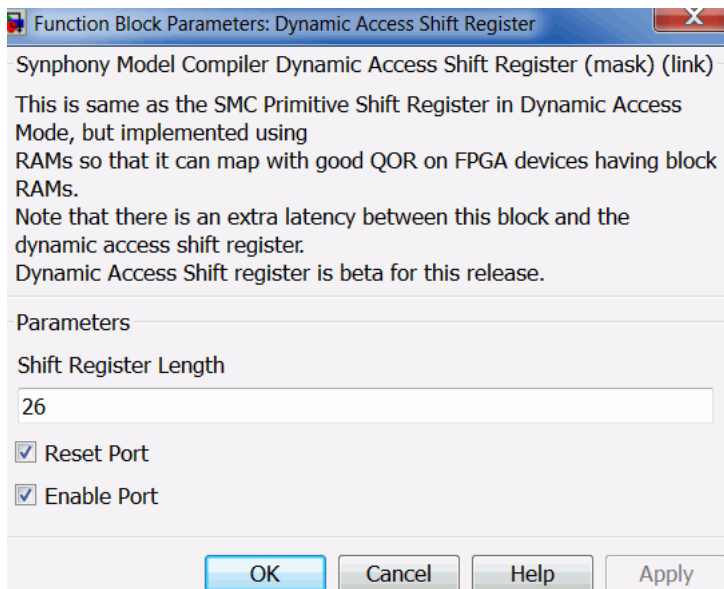 Function Block Parameters: Dynamic Access Shift Register
Synphony Model Compiler Dynamic Access Shift Register (mask) (link)
This is same as the SMC Primitive Shift Register in Dynamic Access
Mode, but implemented using
RAMs so that it can map with good QOR on FPGA devices having block
RAMs.
Note that there is an extra latency between this block and the
dynamic access shift register.
Dynamic Access Shift register is beta for this release.
Parameters
Shift Register Length
26
Reset Port
Enable Port
OK Cancel Help Apply